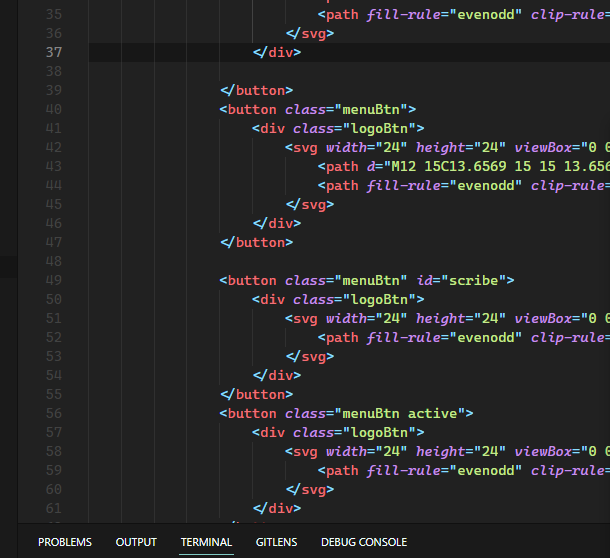 35 <path fill-rule="evenodd" clip-rule=
36 </svg>
37 </div>
38
39 </button>
40 <button class="menuBtn">
41 <div class="logoBtn">
42 <svg width="24" height="24" viewBox="0 0
43 <path d="M12 15C13.6569 15 15 13.656
44 <path fill-rule="evenodd" clip-rule=
45 </svg>
46 </div>
47 </button>
48
49 <button class="menuBtn" id="scribe">
50 <div class="logoBtn">
51 <svg width="24" height="24" viewBox="0 0
52 <path fill-rule="evenodd" clip-rule=
53 </svg>
54 </div>
55 </button>
56 <button class="menuBtn active">
57 <div class="logoBtn">
58 <svg width="24" height="24" viewBox="0 0
59 <path fill-rule="evenodd" clip-rule=
60 </svg>
61 </div>
PROBLEMS OUTPUT TERMINAL GITLENS DEBUG CONSOLE